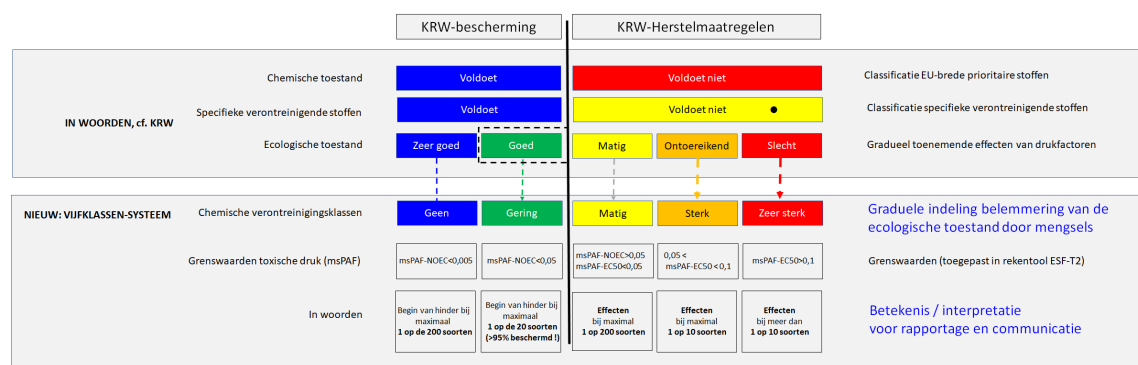 KRW-bescherming
KRW-Herstelmaatregelen
IN WOORDEN, cf. KRW
Chemische toestand
Voldoet
Voldoet niet
Classificatie EU-brede prioritaire stoffen
Specifieke verontreinigende stoffen
Voldoet
Voldoet niet
Classificatie specifieke verontreinigende stoffen
Ecologische toestand
Zeer goed
Goed
Matig
Ontoereikend
Slecht
Gradueel toenemende effecten van drukfactoren
NIEUW: VIJFKLASSEN-SYSTEEM
Chemische verontreinigingsklassen
Geen
Gering
Matig
Sterk
Zeer sterk
Graduele indeling belemmering van de
ecologische toestand door mengsels
Grenswaarden toxische druk (msPAF)
msPAF-NOEC<0,005
msPAF-NOEC<0,05
msPAF-NOEC>0,05
msPAF-EC50<0,05
0,05 <
msPAF-EC50 < 0,1
msPAF-EC50>0,1
Grenswaarden (toegepast in rekentool ESF-T2)
In woorden
Begin van hinder bij
maximaal
1 op de 200 soorten
Begin van hinder bij
maximaal
1 op de 20 soorten
(>95% beschermd !)
Effecten
bij maximal
1 op 200 soorten
Effecten
bij maximal
1 op 10 soorten
Effecten
bij meer dan
1 op 10 soorten
Betekenis / interpretatie
voor rapportage en communicatie